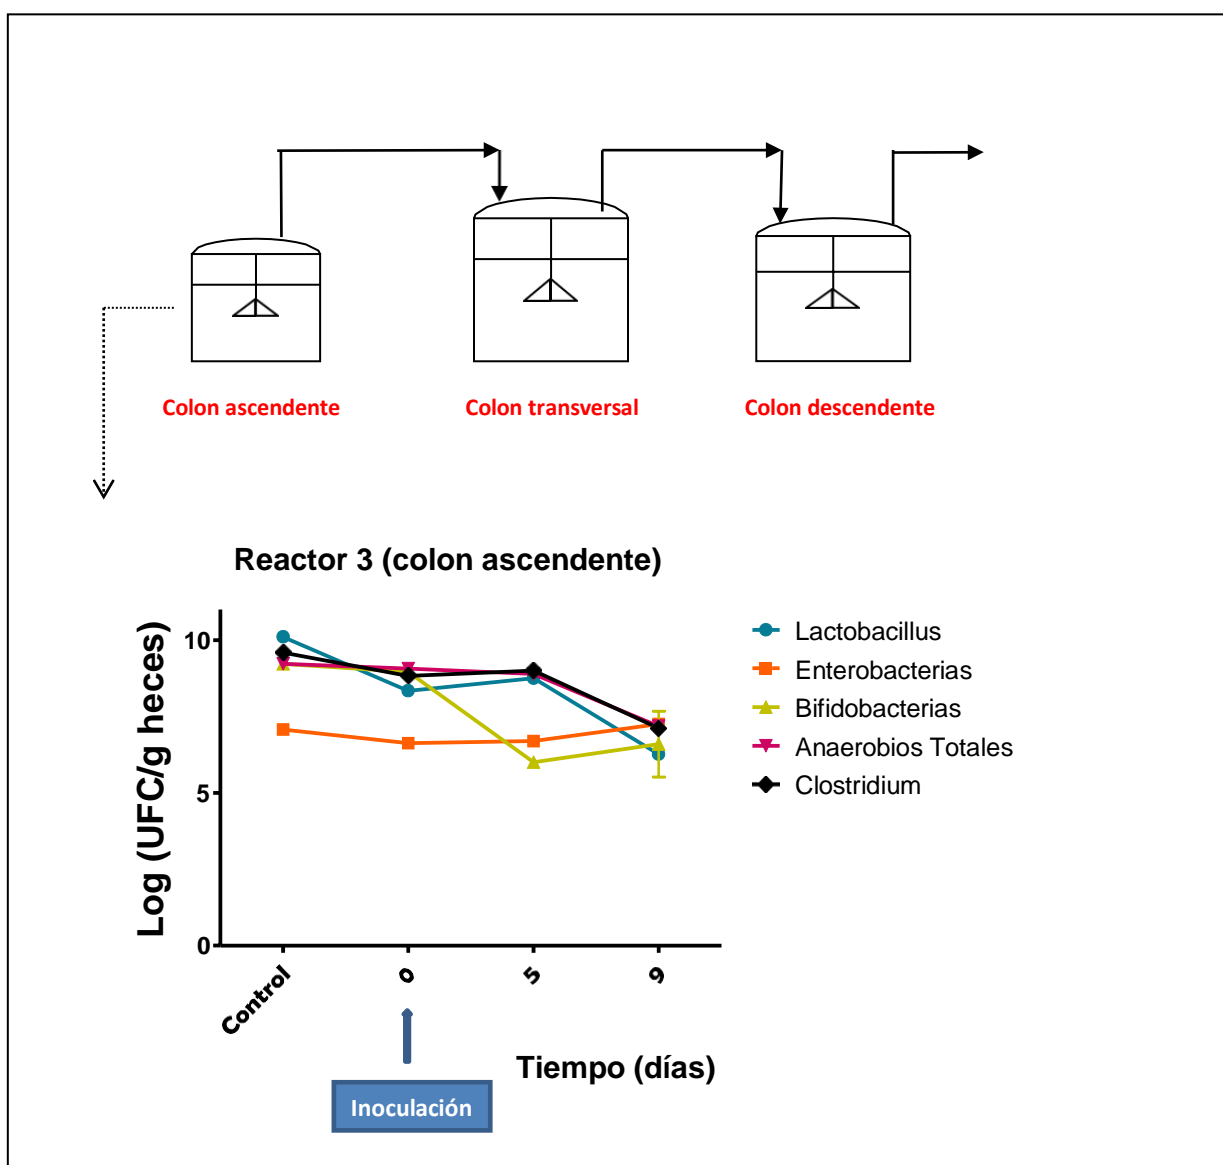 Colon ascendente
Colon transversal
Colon descendente
Reactor 3 (colon ascendente)
Log (UFC/g heces)
10
5
0
Control
0
5
9
Lactobacillus
Enterobacterias
Bifidobacterias
Anaerobios Totales
Clostridium
Tiempo (días)
Inoculación